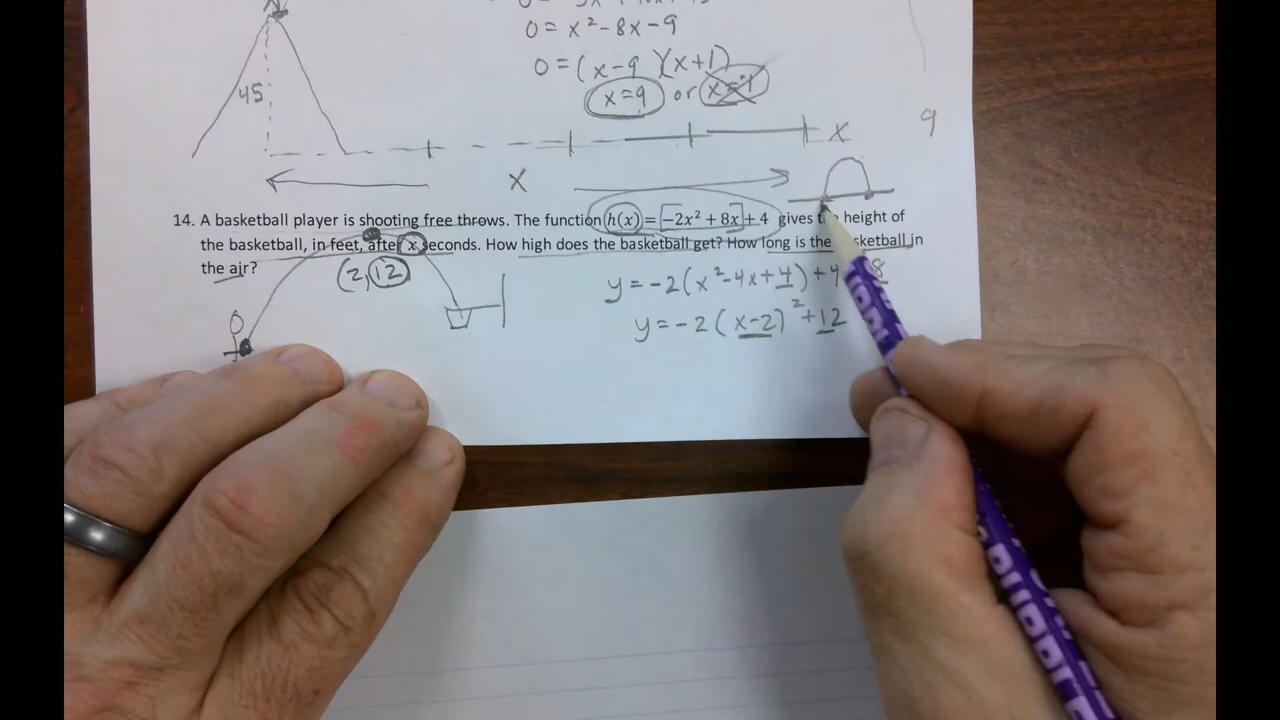 0 = x² - 8x - 9
0 = (x-9)(x+1)
x=9 or x=-1
45
X 9
X
14. A basketball player is shooting free throws. The function h(x) = [-2x² + 8x] + 4 gives the height of
the basketball, in feet, after x seconds. How high does the basketball get? How long is the basketball in
the air?
(2, 12)
y = -2(x² - 4x + 4) + 4 8
y = -2(x-2)² + 12